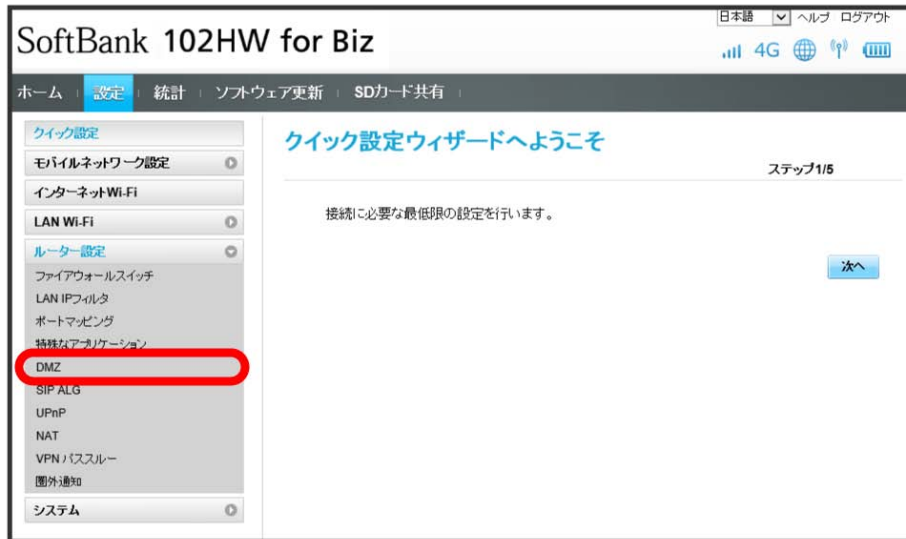 日本語 ヘルプ ログアウト
SoftBank 102HW for Biz
4G
ホーム 設定 統計 ソフトウェア更新 SDカード共有
クイック設定
モバイルネットワーク設定
インターネットWi-Fi
LAN Wi-Fi
ルーター設定
ファイアウォールスイッチ
LAN IPフィルタ
ポートマッピング
特殊なアプリケーション
DMZ
SIP ALG
UPnP
NAT
VPN パススルー
圏外通知
システム
クイック設定ウィザードへようこそ
ステップ1/5
接続に必要な最低限の設定を行います。
次へ